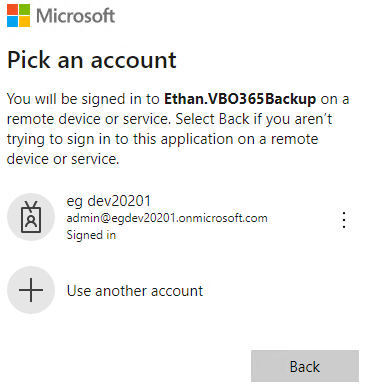 Microsoft
Pick an account
You will be signed in to Ethan.VBO365Backup on a
remote device or service. Select Back if you aren't
trying to sign in to this application on a remote
device or service.
eg dev20201
admin@egdev20201.onmicrosoft.com
Signed in
Use another account
Back